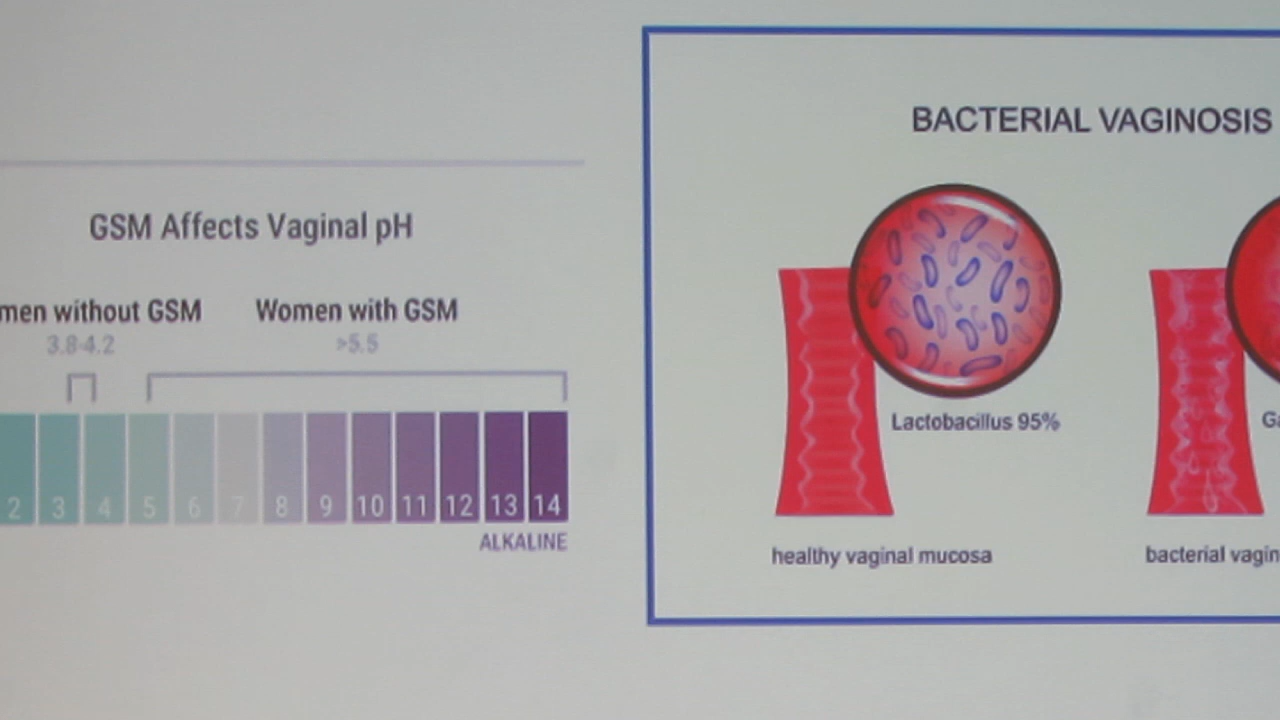 GSM Affects Vaginal pH
men without GSM
3.8-4.2
Women with GSM
>5.5
2 3 4 5 6 7 8 9 10 11 12 13 14
ALKALINE
BACTERIAL VAGINOSIS
Lactobacillus 95%
Ga
healthy vaginal mucosa
bacterial vagin